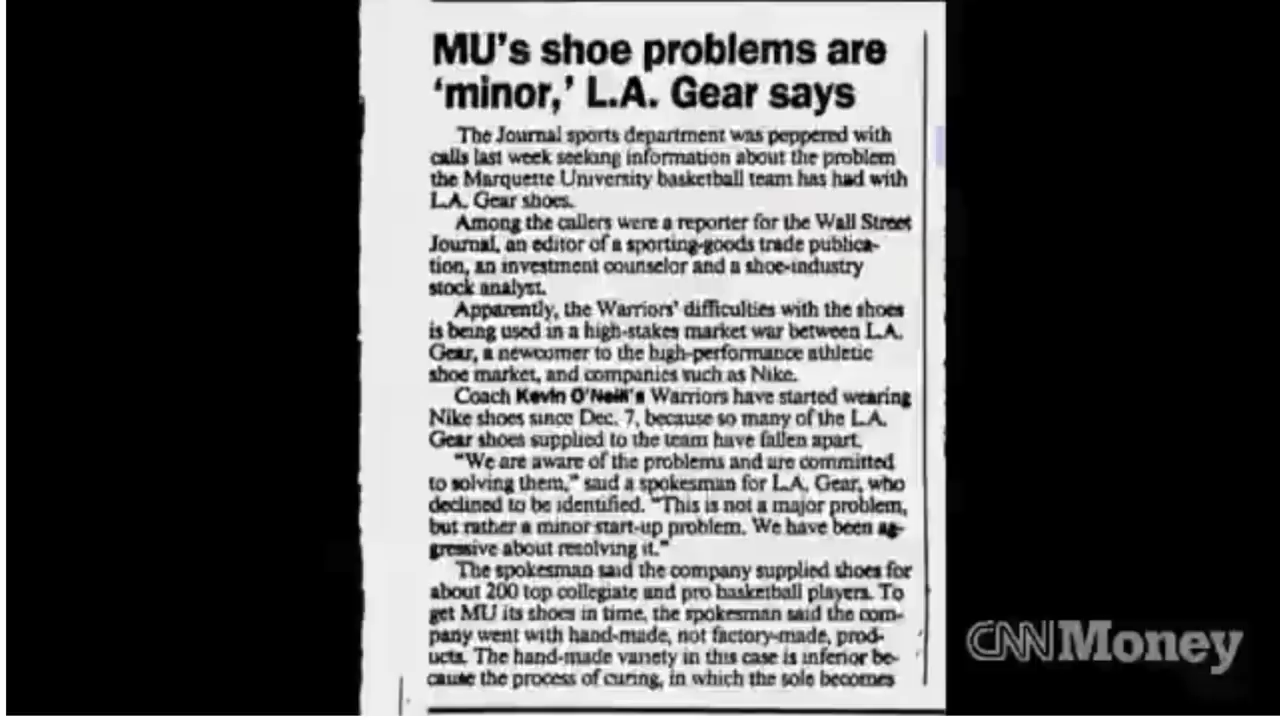 MU's shoe problems are
'minor,' L.A. Gear says
The Journal sports department was peppered with
calls last week seeking information about the problem
the Marquette University basketball team has had with
L.A. Gear shoes.
Among the callers were a reporter for the Wall Street
Journal, an editor of a sporting-goods trade publica-
tion, an investment counselor and a shoe-industry
stock analyst.
Apparently, the Warriors' difficulties with the shoes
is being used in a high-stakes market war between L.A.
Gear, a newcomer to the high-performance athletic
shoe market, and companies such as Nike.
Coach Kevin O'Neill's Warriors have started wearing
Nike shoes since Dec. 7, because so many of the L.A.
Gear shoes supplied to the team have fallen apart.
"We are aware of the problems and are committed
to solving them," said a spokesman for L.A. Gear, who
declined to be identified. "This is not a major problem,
but rather a minor start-up problem. We have been ag-
gressive about resolving it."
The spokesman said the company supplied shoes for
about 200 top collegiate and pro basketball players. To
get MU its shoes in time, the spokesman said the com-
pany went with hand-made, not factory-made, prod-
ucts. The hand-made variety in this case is inferior be-
cause the process of curing, in which the sole becomes
CNNMoney